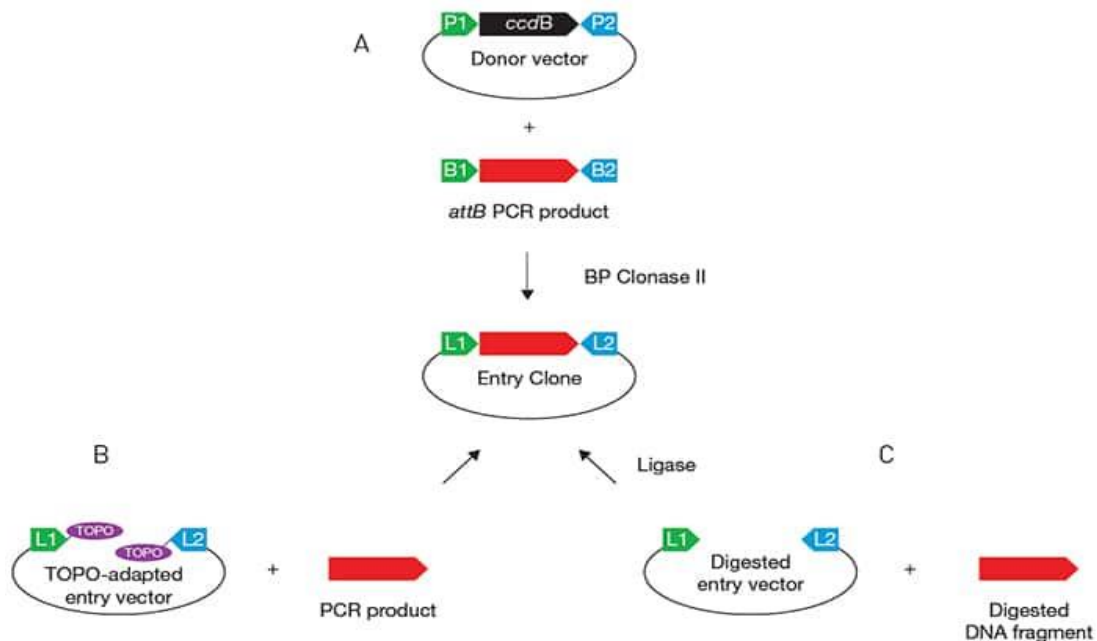 P1 ccdB P2
A
Donor vector
+
B1 B2
attB PCR product
BP Clonase II
L1 L2
Entry Clone
B
Ligase
C
L1 TOPO TOPO L2
TOPO-adapted
entry vector
+
PCR product
L1 L2
Digested
entry vector
+
Digested
DNA fragment